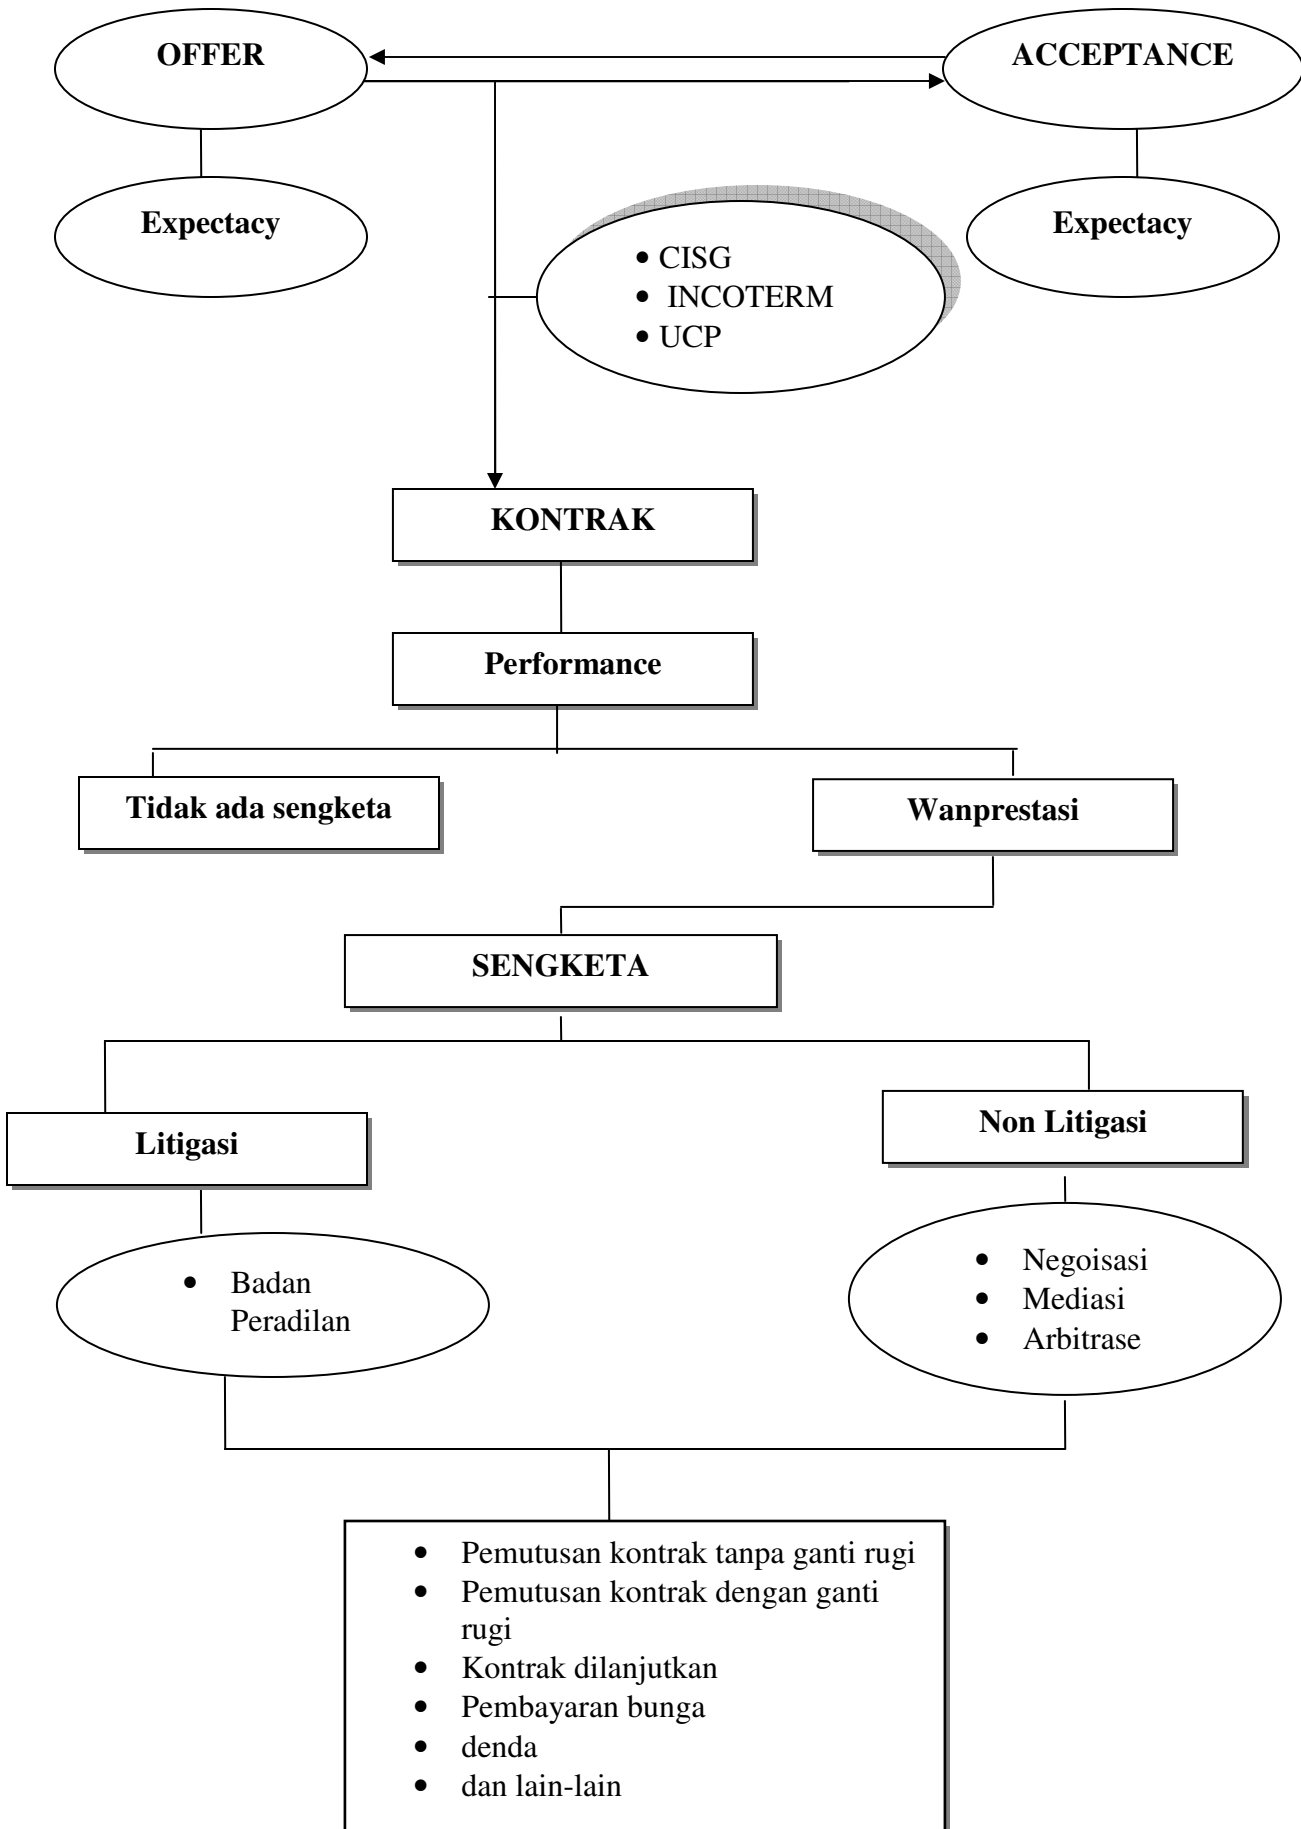 OFFER
ACCEPTANCE
Expectacy
Expectacy
• CISG
• INCOTERM
• UCP
KONTRAK
Performance
Tidak ada sengketa
Wanprestasi
SENGKETA
Litigasi
Non Litigasi
• Badan
Peradilan
• Negoisasi
• Mediasi
• Arbitrase
• Pemutusan kontrak tanpa ganti rugi
• Pemutusan kontrak dengan ganti
rugi
• Kontrak dilanjutkan
• Pembayaran bunga
• denda
• dan lain-lain